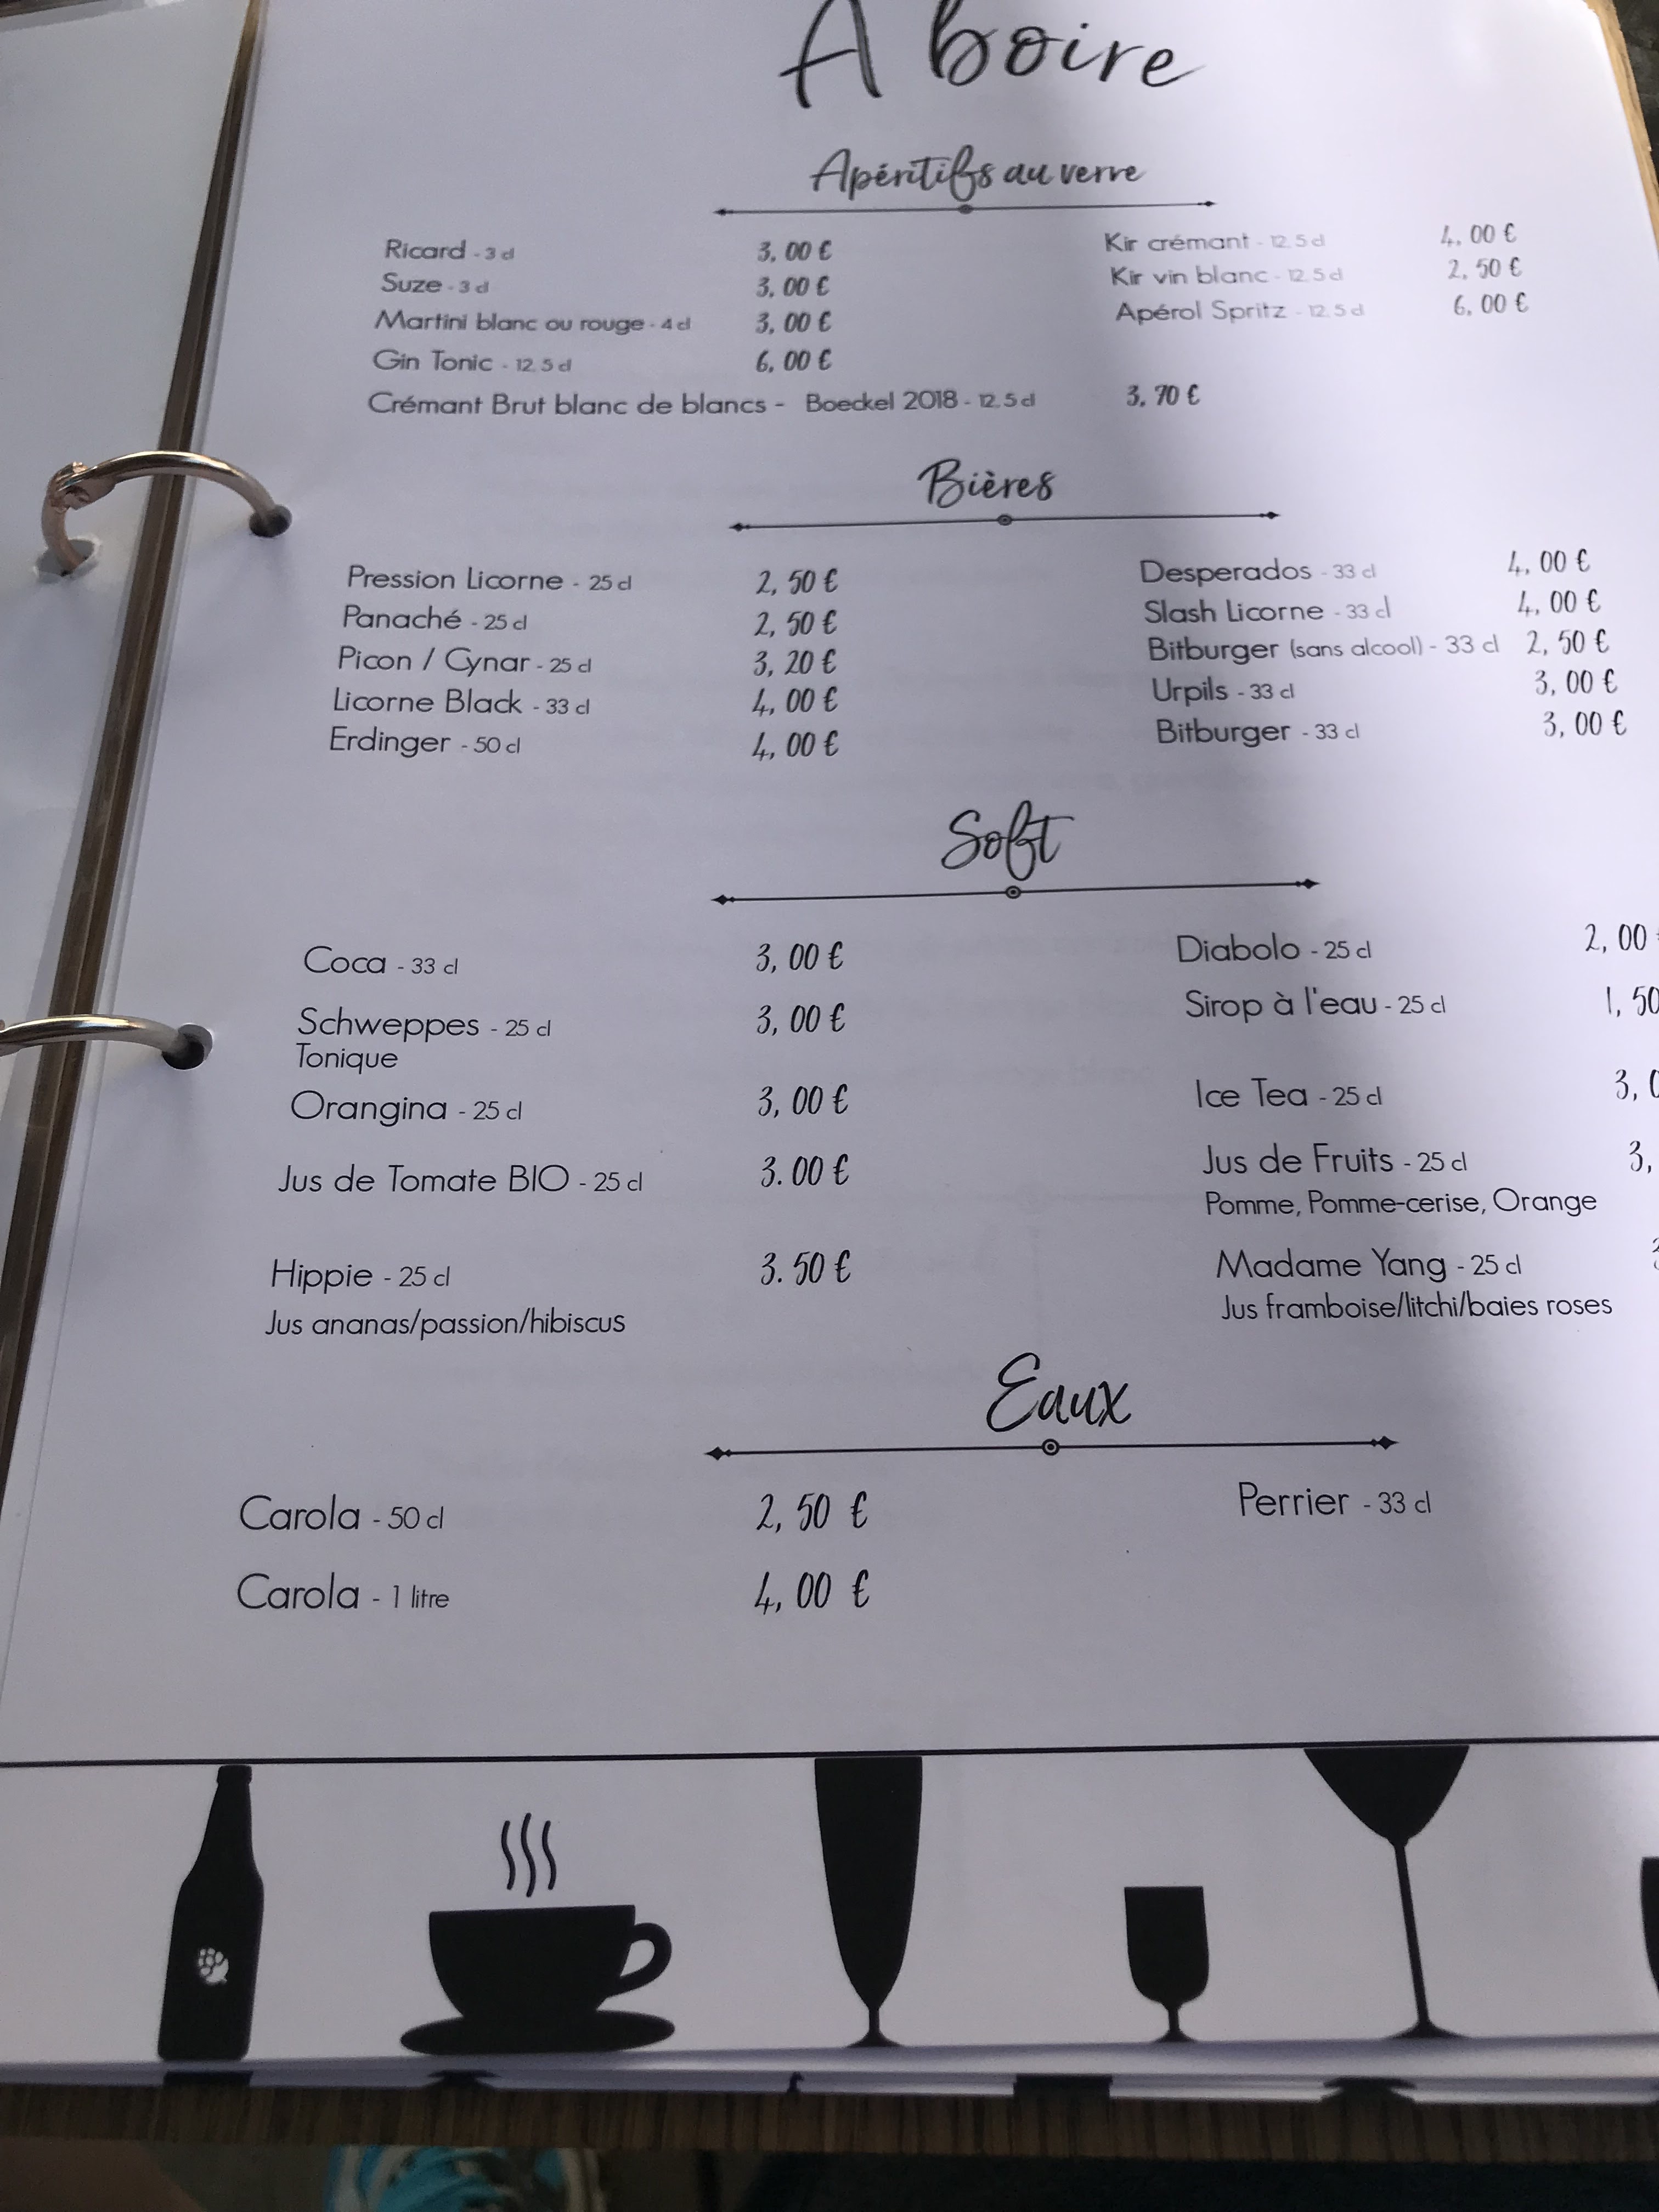 A boire
Apéritifs au verre
Ricard - 3 cl 3,00 €
Suze - 3 cl 3,00 €
Martini blanc ou rouge - 4 cl 3,00 €
Gin Tonic - 12,5 cl 6,00 €
Kir crémant - 12,5 cl 4,00 €
Kir vin blanc - 12,5 cl 2,50 €
Apérol Spritz - 12,5 cl 6,00 €
Crémant Brut blanc de blancs - Boeckel 2018 - 12,5 cl 3,70 €
Bières
Pression Licorne - 25 cl 2,50 €
Panaché - 25 cl 2,50 €
Picon / Cynar - 25 cl 3,20 €
Licorne Black - 33 cl 4,00 €
Erdinger - 50 cl 4,00 €
Desperados - 33 cl 4,00 €
Slash Licorne - 33 cl 4,00 €
Bitburger (sans alcool) - 33 cl 2,50 €
Urpils - 33 cl 3,00 €
Bitburger - 33 cl 3,00 €
Soft
Coca - 33 cl 3,00 €
Schweppes - 25 cl 3,00 €
Tonique
Orangina - 25 cl 3,00 €
Jus de Tomate BIO - 25 cl 3.00 €
Hippie - 25 cl 3.50 €
Jus ananas/passion/hibiscus
Diabolo - 25 cl 2,00
Sirop à l'eau - 25 cl 1,50
Ice Tea - 25 cl 3,0
Jus de Fruits - 25 cl 3,
Pomme, Pomme-cerise, Orange
Madame Yang - 25 cl
Jus framboise/litchi/baies roses
Eaux
Carola - 50 cl 2,50 €
Carola - 1 litre 4,00 €
Perrier - 33 cl